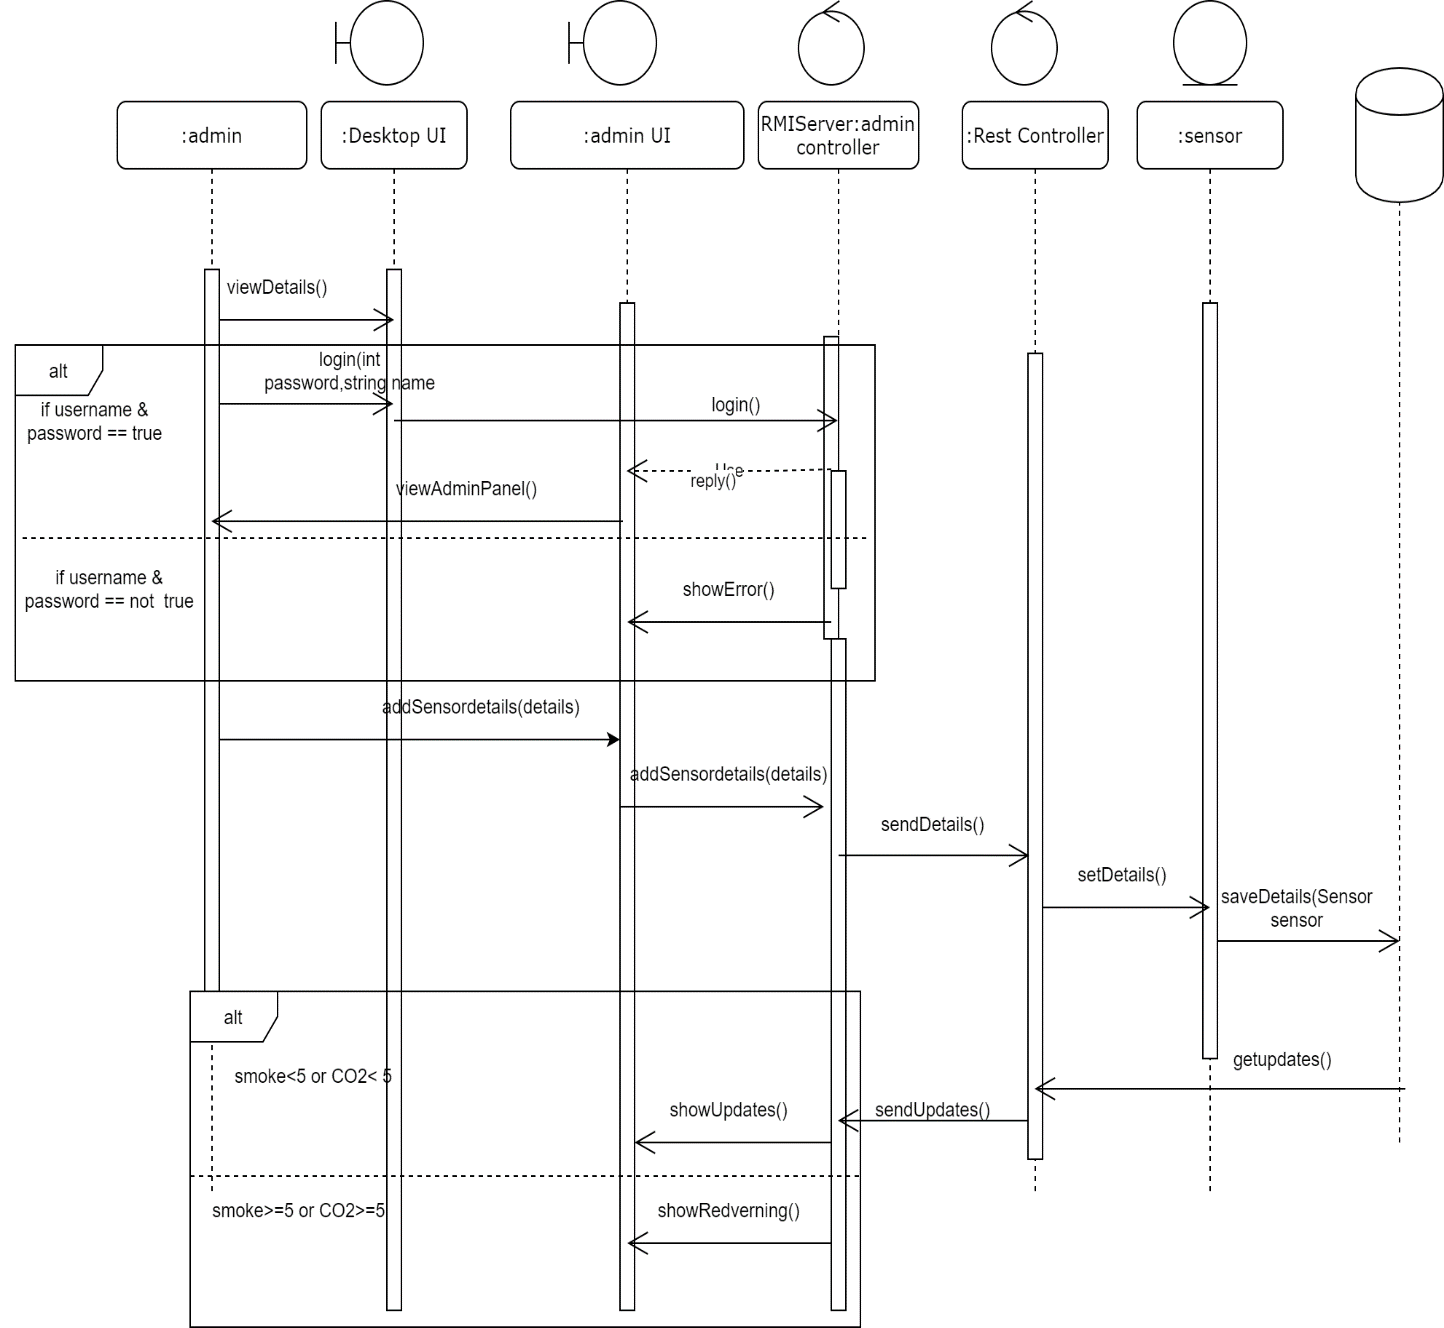 :admin
:Desktop UI
:admin UI
RMIServer:admin
controller
:Rest Controller
:sensor
viewDetails()
alt
login(int
password,string name
if username &
password == true
login()
reply()
viewAdminPanel()
if username &
password == not  true
showError()
addSensordetails(details)
addSensordetails(details)
sendDetails()
setDetails()
saveDetails(Sensor
sensor
alt
getupdates()
smoke<5 or CO2< 5
showUpdates()
sendUpdates()
smoke>=5 or CO2>=5
showRedverning()